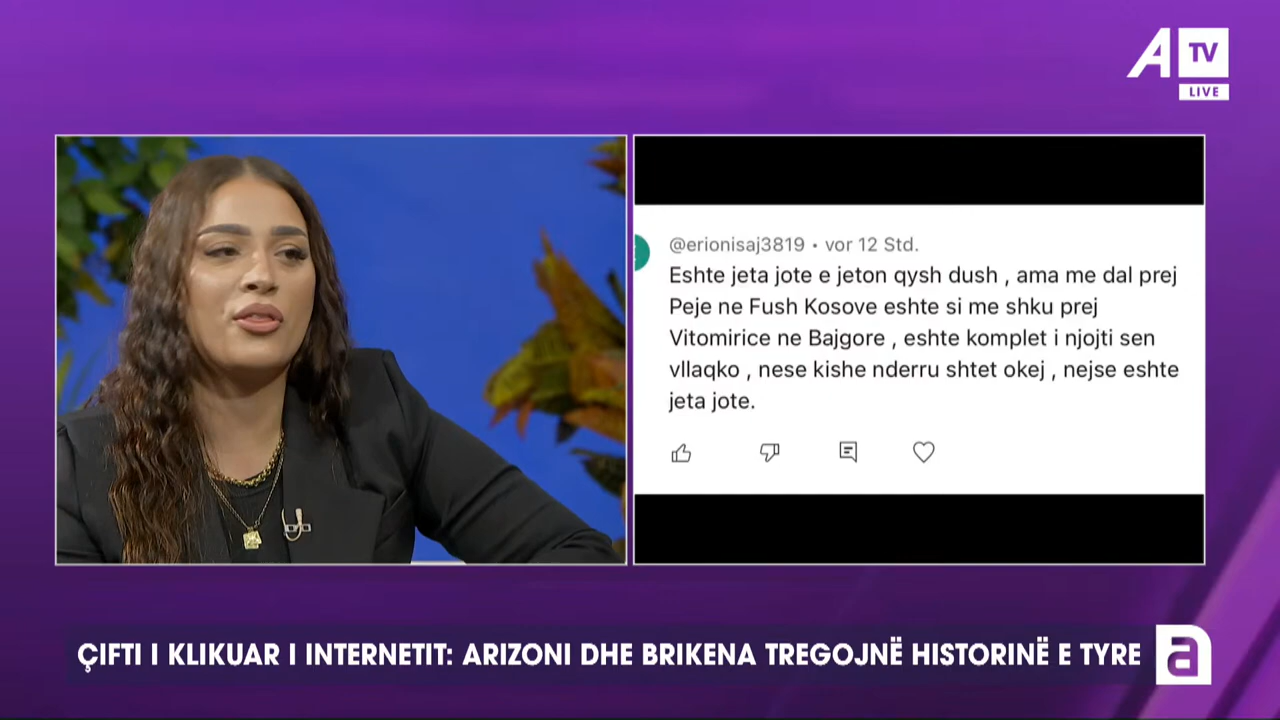 ATV
LIVE
@erionisaj3819 • vor 12 Std.
Eshte jeta jote e jeton qysh dush , ama me dal prej
Peje ne Fush Kosove eshte si me shku prej
Vitomirice ne Bajgore , eshte komplet i njojti sen
vllaqko , nese kishe nderru shtet okej , nejse eshte
jeta jote.
ÇIFTI I KLIKUAR I INTERNETIT: ARIZONI DHE BRIKENA TREGOJNË HISTORINË E TYRE
a